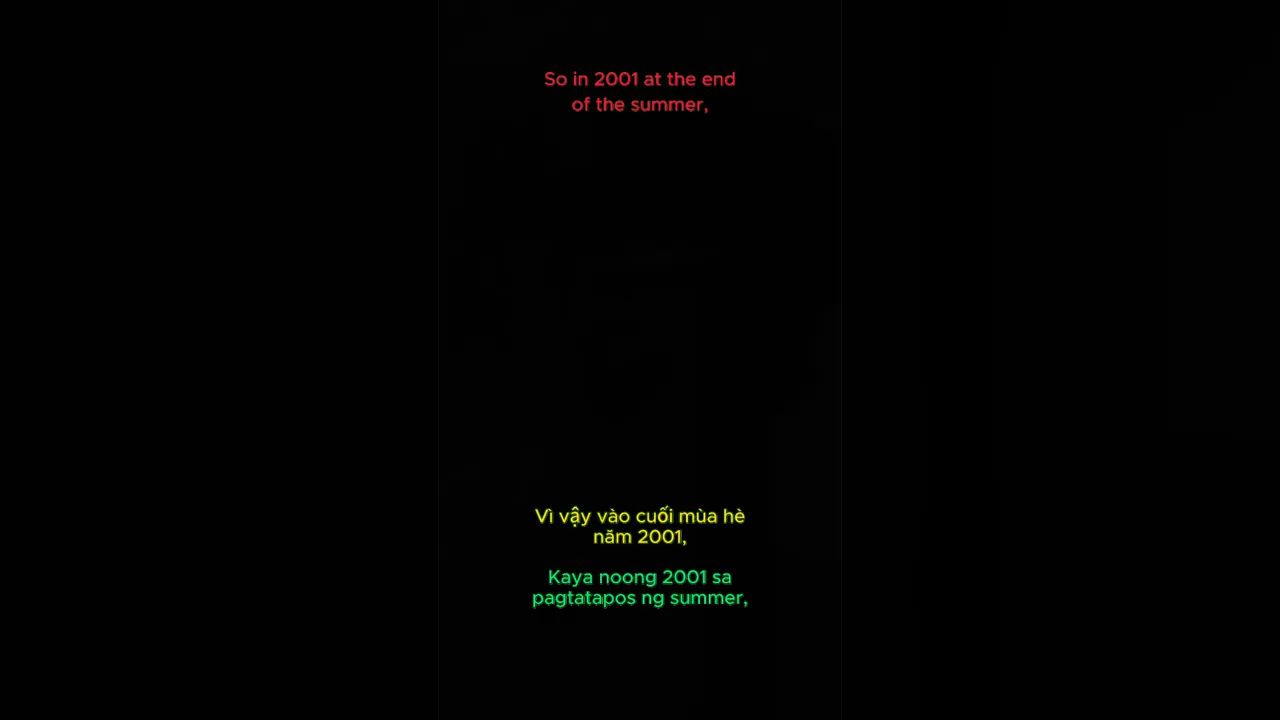 So in 2001 at the end
of the summer,
Vì vậy vào cuối mùa hè
năm 2001,
Kaya noong 2001 sa
pagtatapos ng summer,